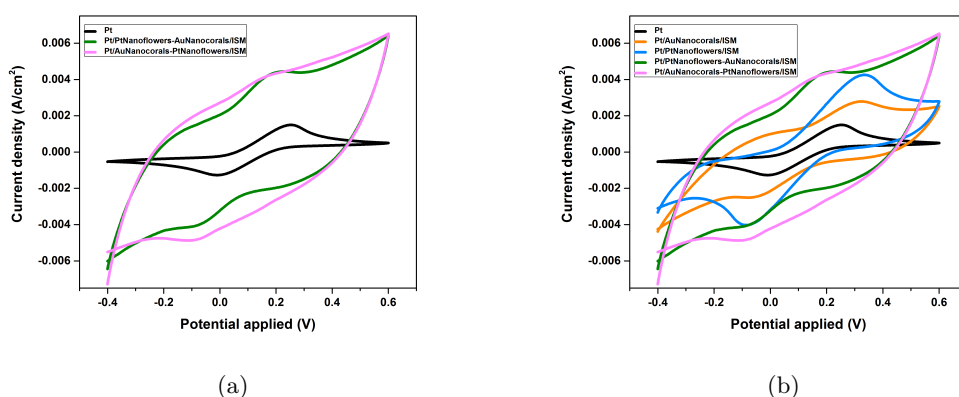 Pt
Pt/PtNanoflowers-AuNanocorals/ISM
Pt/AuNanocorals-PtNanoflowers/ISM
0.006
0.004
0.002
0.000
-0.002
-0.004
-0.006
Current density (A/cm²)
-0.4 -0.2 0.0 0.2 0.4 0.6
Potential applied (V)
(a)
Pt
Pt/AuNanocorals/ISM
Pt/PtNanoflowers/ISM
Pt/PtNanoflowers-AuNanocorals/ISM
Pt/AuNanocorals-PtNanoflowers/ISM
0.006
0.004
0.002
0.000
-0.002
-0.004
-0.006
Current density (A/cm²)
-0.4 -0.2 0.0 0.2 0.4 0.6
Potential applied (V)
(b)